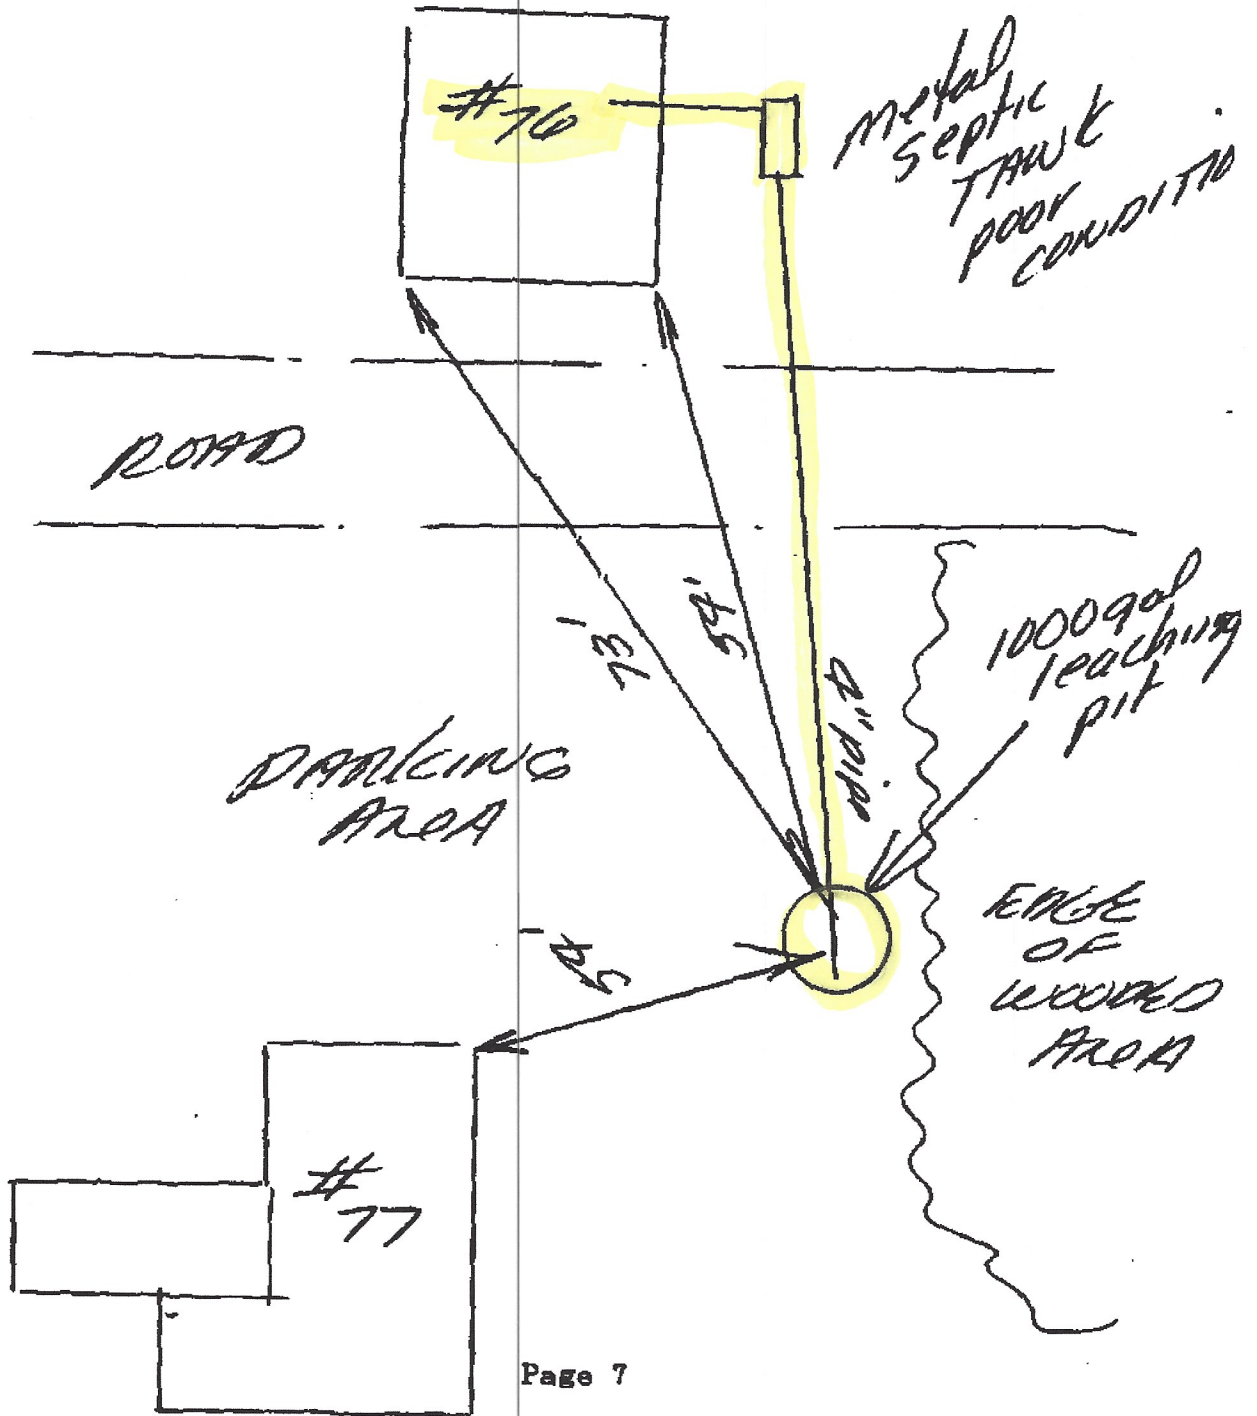 #76
metal
septic
TANK
poor
CONDITIO
ROAD
73'
59'
4" pipe
1000 gal
leaching
pit
PARKING
AREA
EDGE
OF
WOODED
AREA
#
77
Page 7